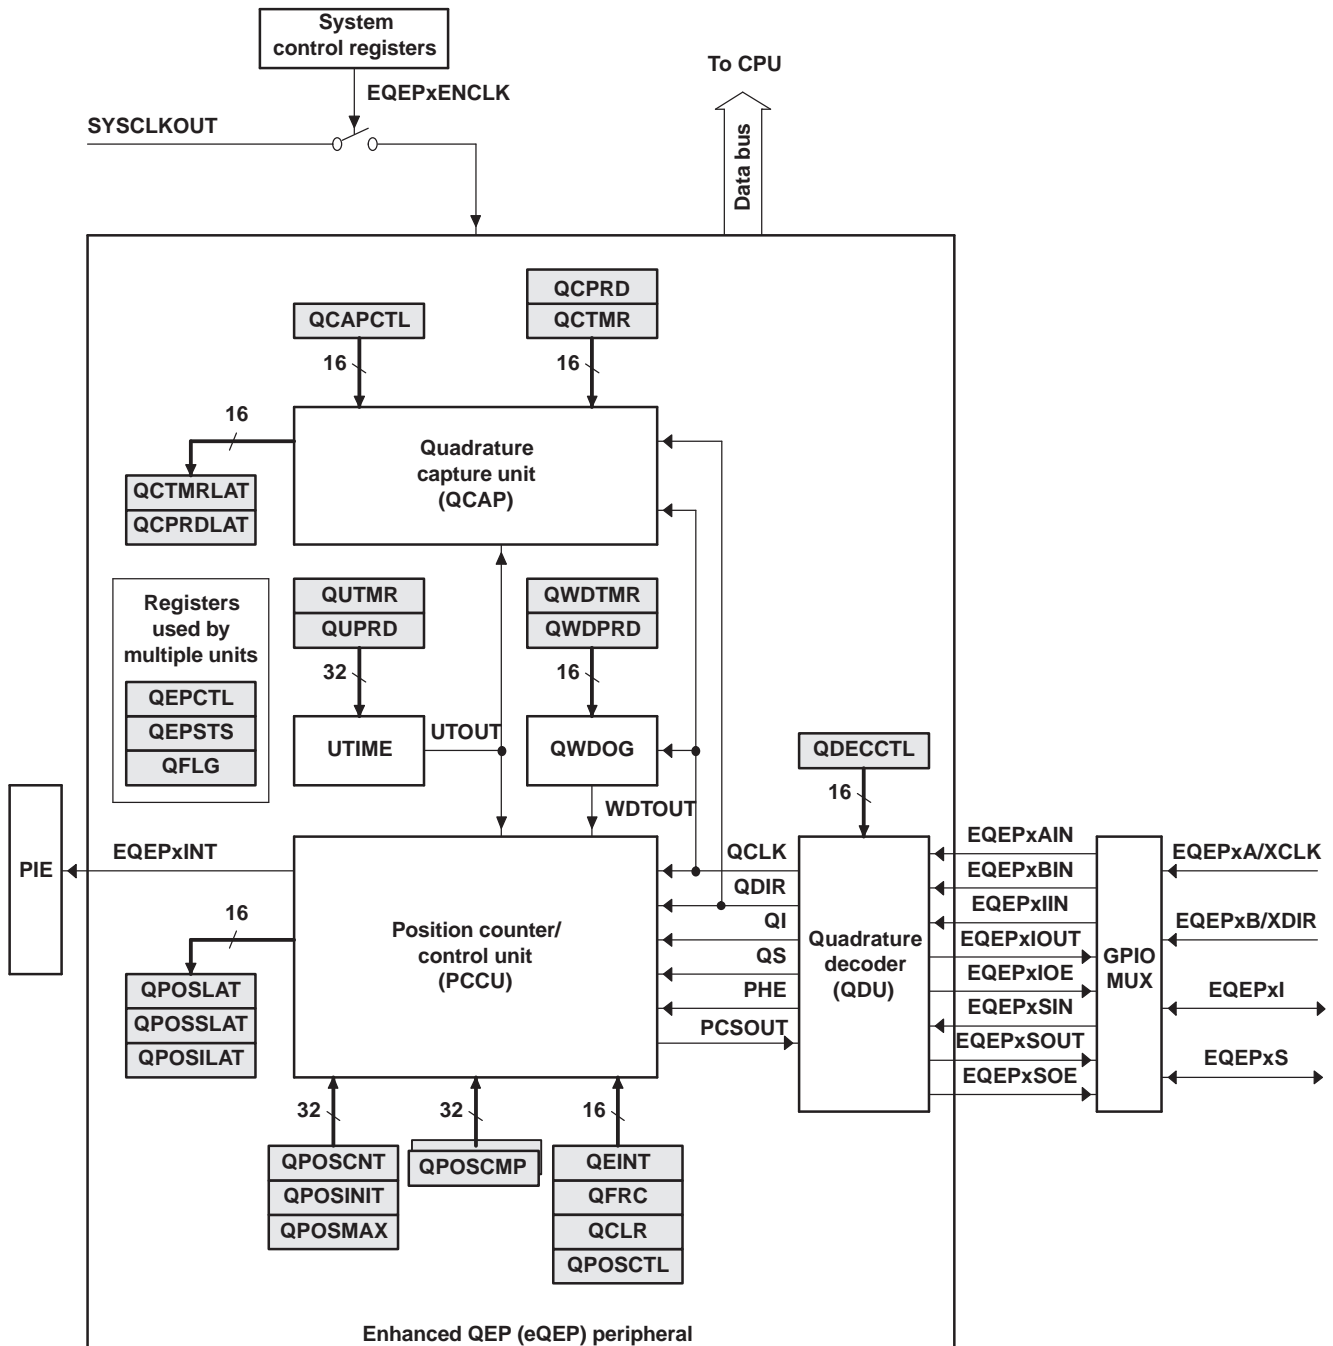 System
control registers
To CPU
EQEPxENCLK
SYSCLKOUT
Data bus
QCPRD
QCAPCTL
QCTMR
16
16
16
Quadrature
capture unit
(QCAP)
QCTMRLAT
QCPRDLAT
Registers
used by
multiple units
QEPCTL
QEPSTS
QFLG
QUTMR
QUPRD
QWDTMR
QWDPRD
32
16
UTIME
UTOUT
QWDOG
QDECCTL
WDTOUT
16
PIE
EQEPxINT
QCLK
QDIR
QI
QS
PHE
PCSOUT
16
Position counter/
control unit
(PCCU)
Quadrature
decoder
(QDU)
EQEPxAIN
EQEPxBIN
EQEPxIIN
EQEPxIOUT
EQEPxIOE
EQEPxSIN
EQEPxSOUT
EQEPxSOE
GPIO
MUX
EQEPxA/XCLK
EQEPxB/XDIR
EQEPxI
EQEPxS
QPOSLAT
QPOSSLAT
QPOSILAT
32
32
16
QPOSCNT
QPOSINIT
QPOSMAX
QPOSCMP
QEINT
QFRC
QCLR
QPOSCTL
Enhanced QEP (eQEP) peripheral